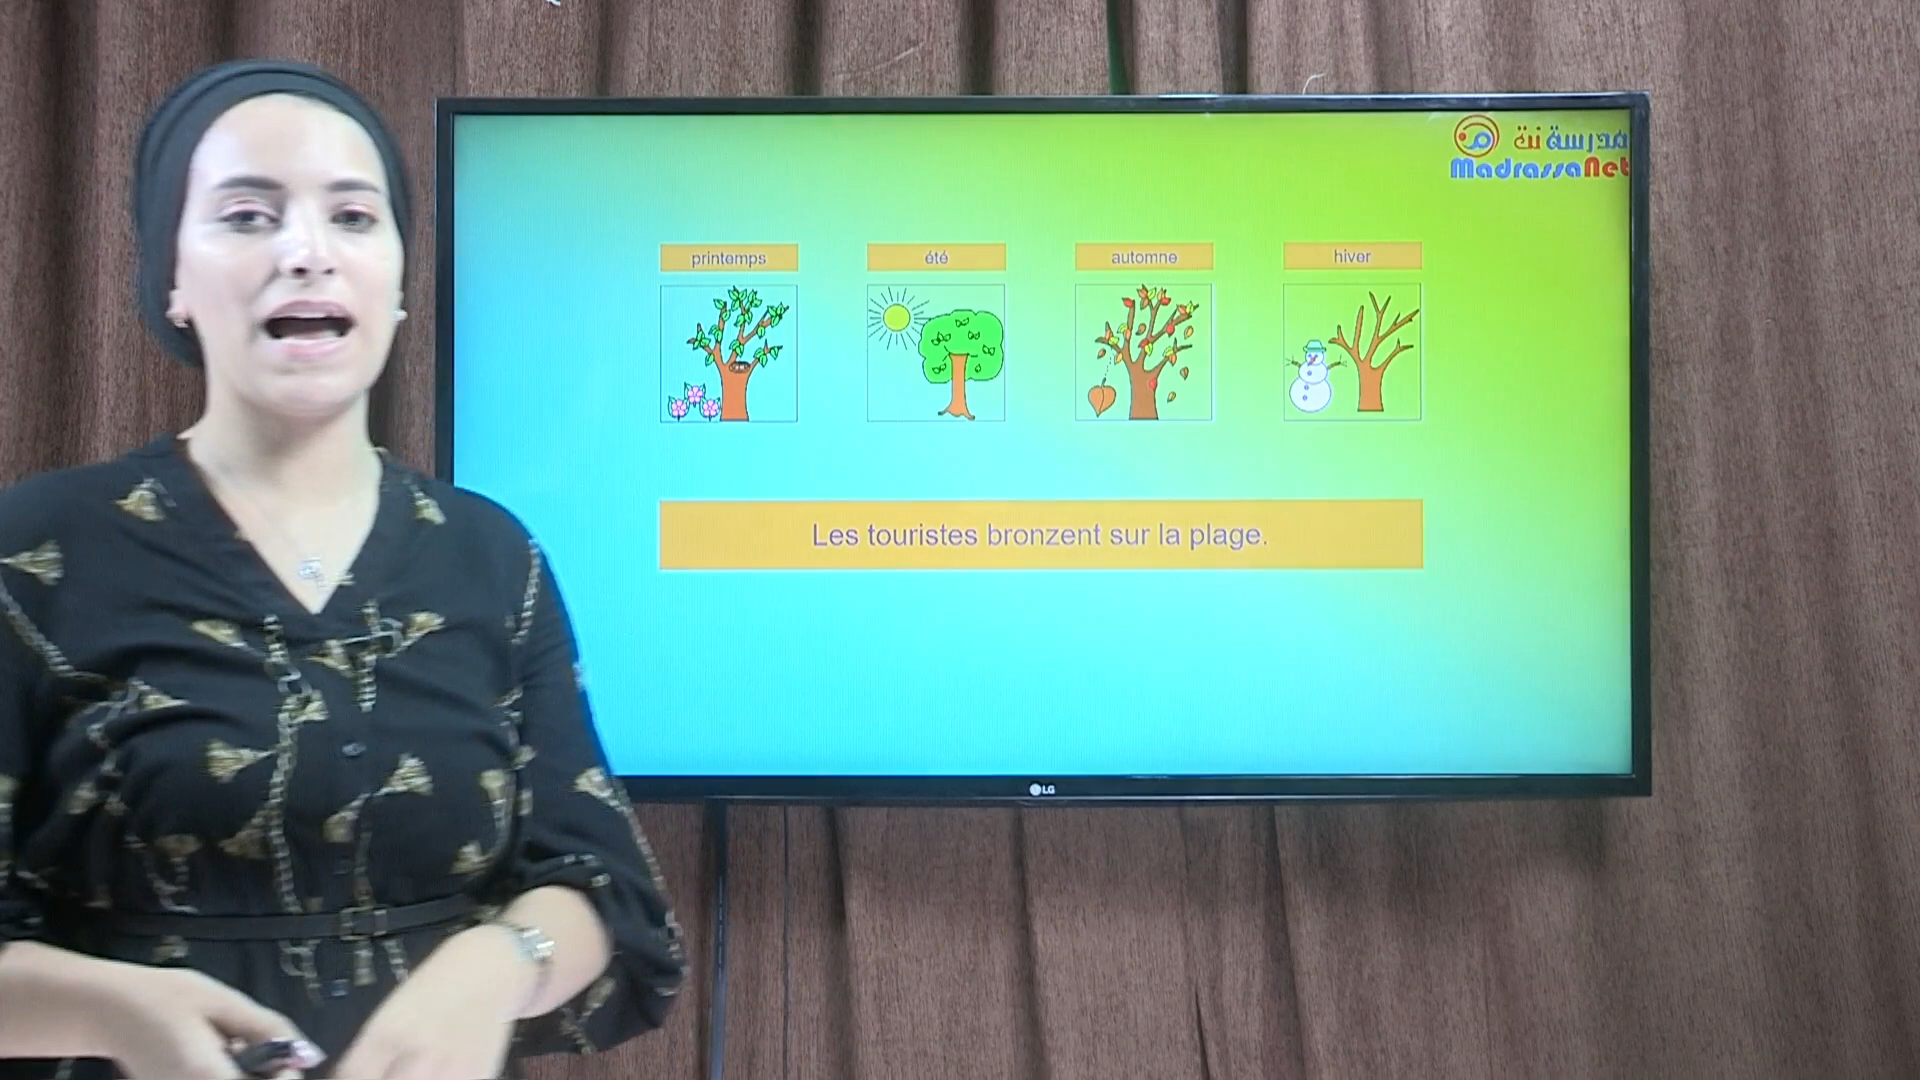 مدرسة نت
MadrassaNet
printemps
été
automne
hiver
Les touristes bronzent sur la plage.
LG